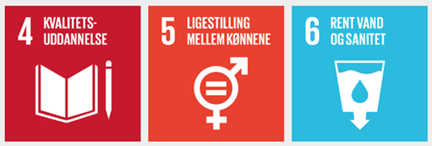 4 KVALITETS-
UDDANNELSE
5 LIGESTILLING
MELLEM KØNNENE
6 RENT VAND
OG SANITET